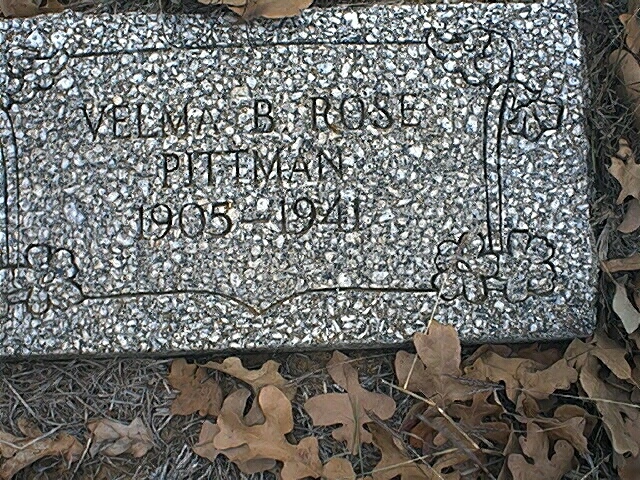 VELMA B. ROSE
PITTMAN
1905-1941